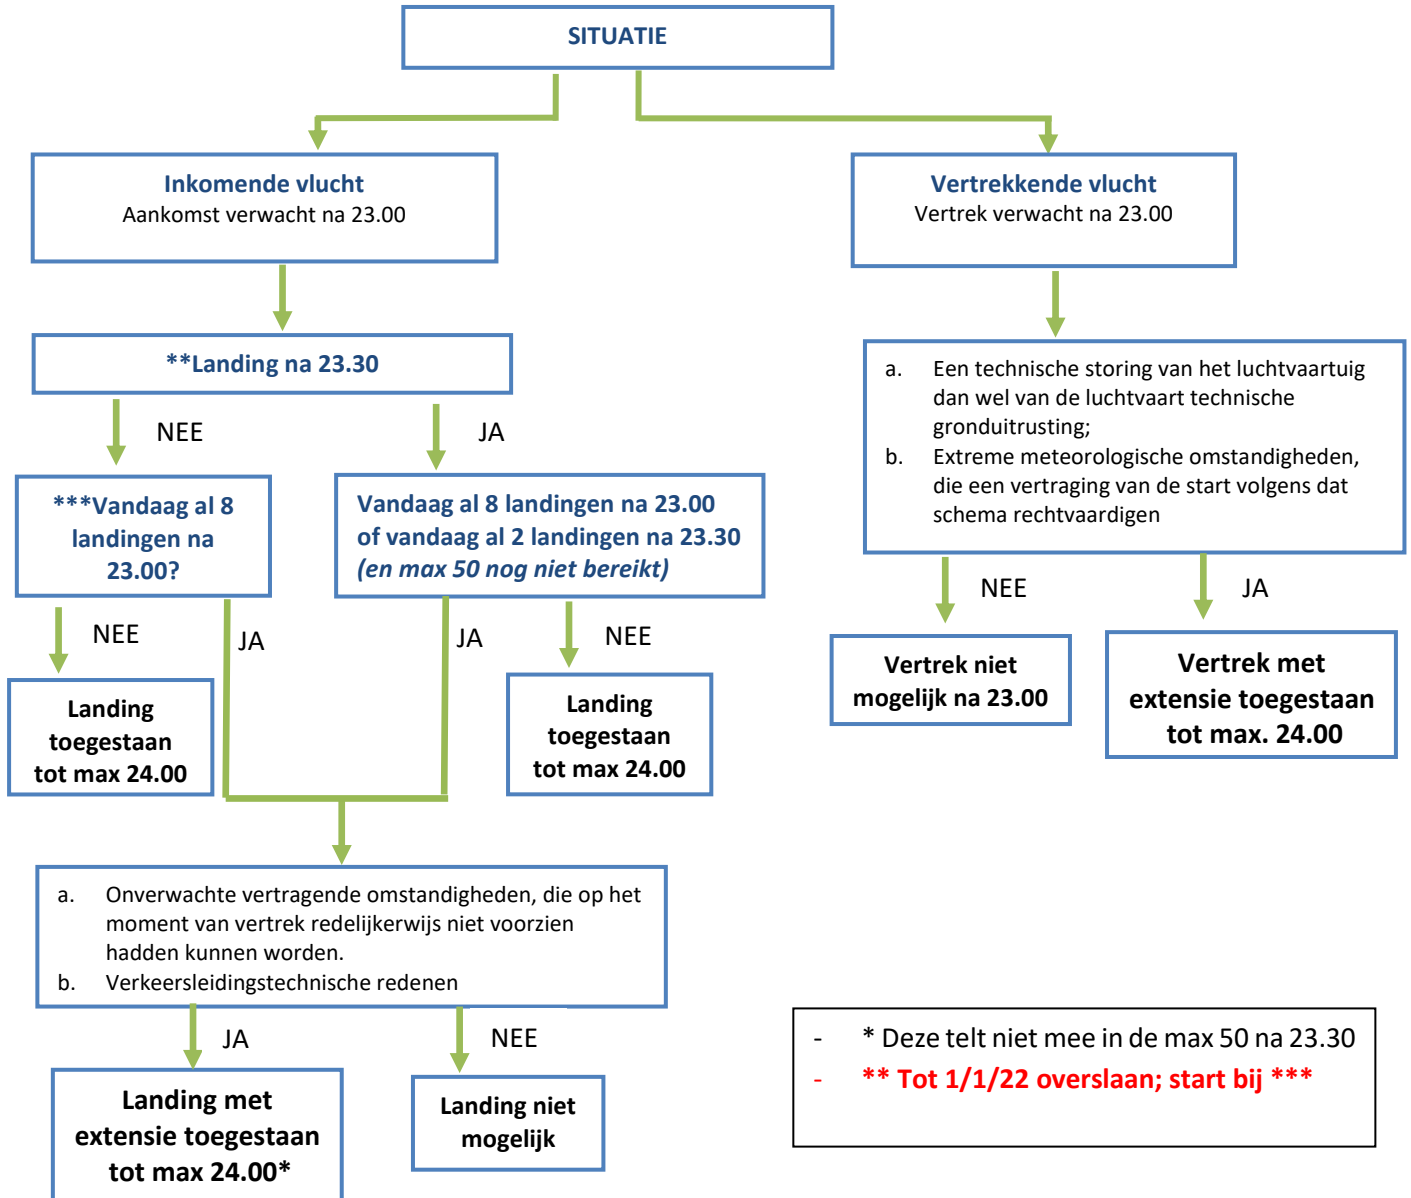 SITUATIE
Inkomende vlucht
Aankomst verwacht na 23.00
Vertrekkende vlucht
Vertrek verwacht na 23.00
**Landing na 23.30
NEE
JA
***Vandaag al 8
landingen na
23.00?
Vandaag al 8 landingen na 23.00
of vandaag al 2 landingen na 23.30
(en max 50 nog niet bereikt)
a. Een technische storing van het luchtvaartuig
dan wel van de luchtvaart technische
gronduitrusting;
b. Extreme meteorologische omstandigheden,
die een vertraging van de start volgens dat
schema rechtvaardigen
NEE
JA
NEE
JA
JA
NEE
Landing
toegestaan
tot max 24.00
Landing
toegestaan
tot max 24.00
Vertrek niet
mogelijk na 23.00
Vertrek met
extensie toegestaan
tot max. 24.00
a. Onverwachte vertragende omstandigheden, die op het
moment van vertrek redelijkerwijs niet voorzien
hadden kunnen worden.
b. Verkeersleidingstechnische redenen
JA
NEE
Landing met
extensie toegestaan
tot max 24.00*
Landing niet
mogelijk
- * Deze telt niet mee in de max 50 na 23.30
- ** Tot 1/1/22 overslaan; start bij ***